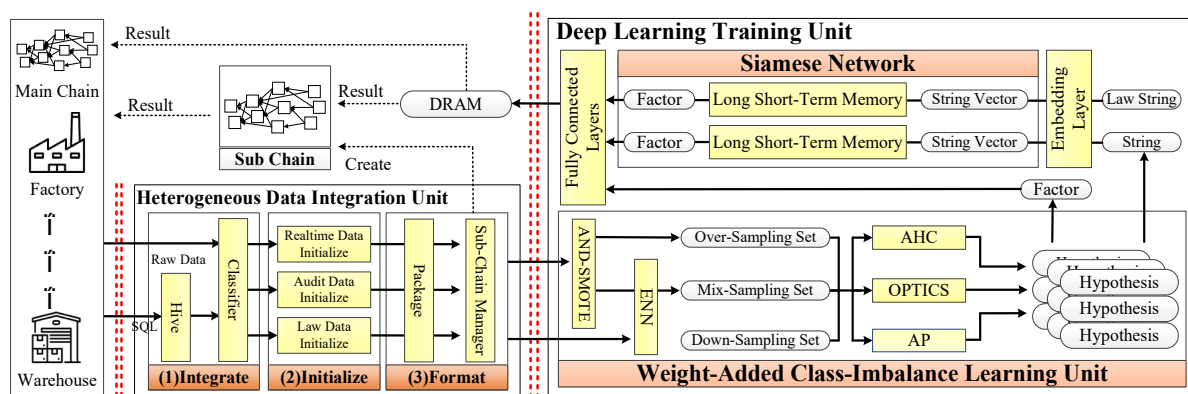 Main Chain
Factory
Ï
Ï
Ï
Warehouse
Result
Result
Result
Sub Chain
Create
DRAM
Heterogeneous Data Integration Unit
Raw Data
SQL
Hive
Classifier
Realtime Data
Initialize
Audit Data
Initialize
Law Data
Initialize
Package
Sub-Chain Manager
(1)Integrate
(2)Initialize
(3)Format
Deep Learning Training Unit
Siamese Network
Fully Connected
Layers
Factor
Long Short-Term Memory
String Vector
Factor
Long Short-Term Memory
String Vector
Embedding
Layer
Law String
String
Factor
AND-SMOTE
ENN
Over-Sampling Set
Mix-Sampling Set
Down-Sampling Set
AHC
OPTICS
AP
Hypothesis
Hypothesis
Hypothesis
Weight-Added Class-Imbalance Learning Unit